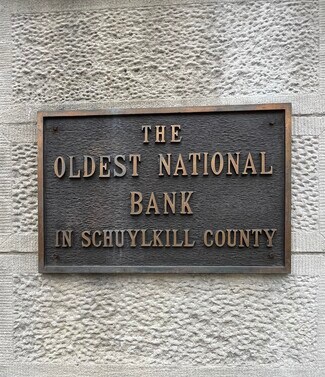 THE
OLDEST NATIONAL
BANK
IN SCHUYLKILL COUNTY